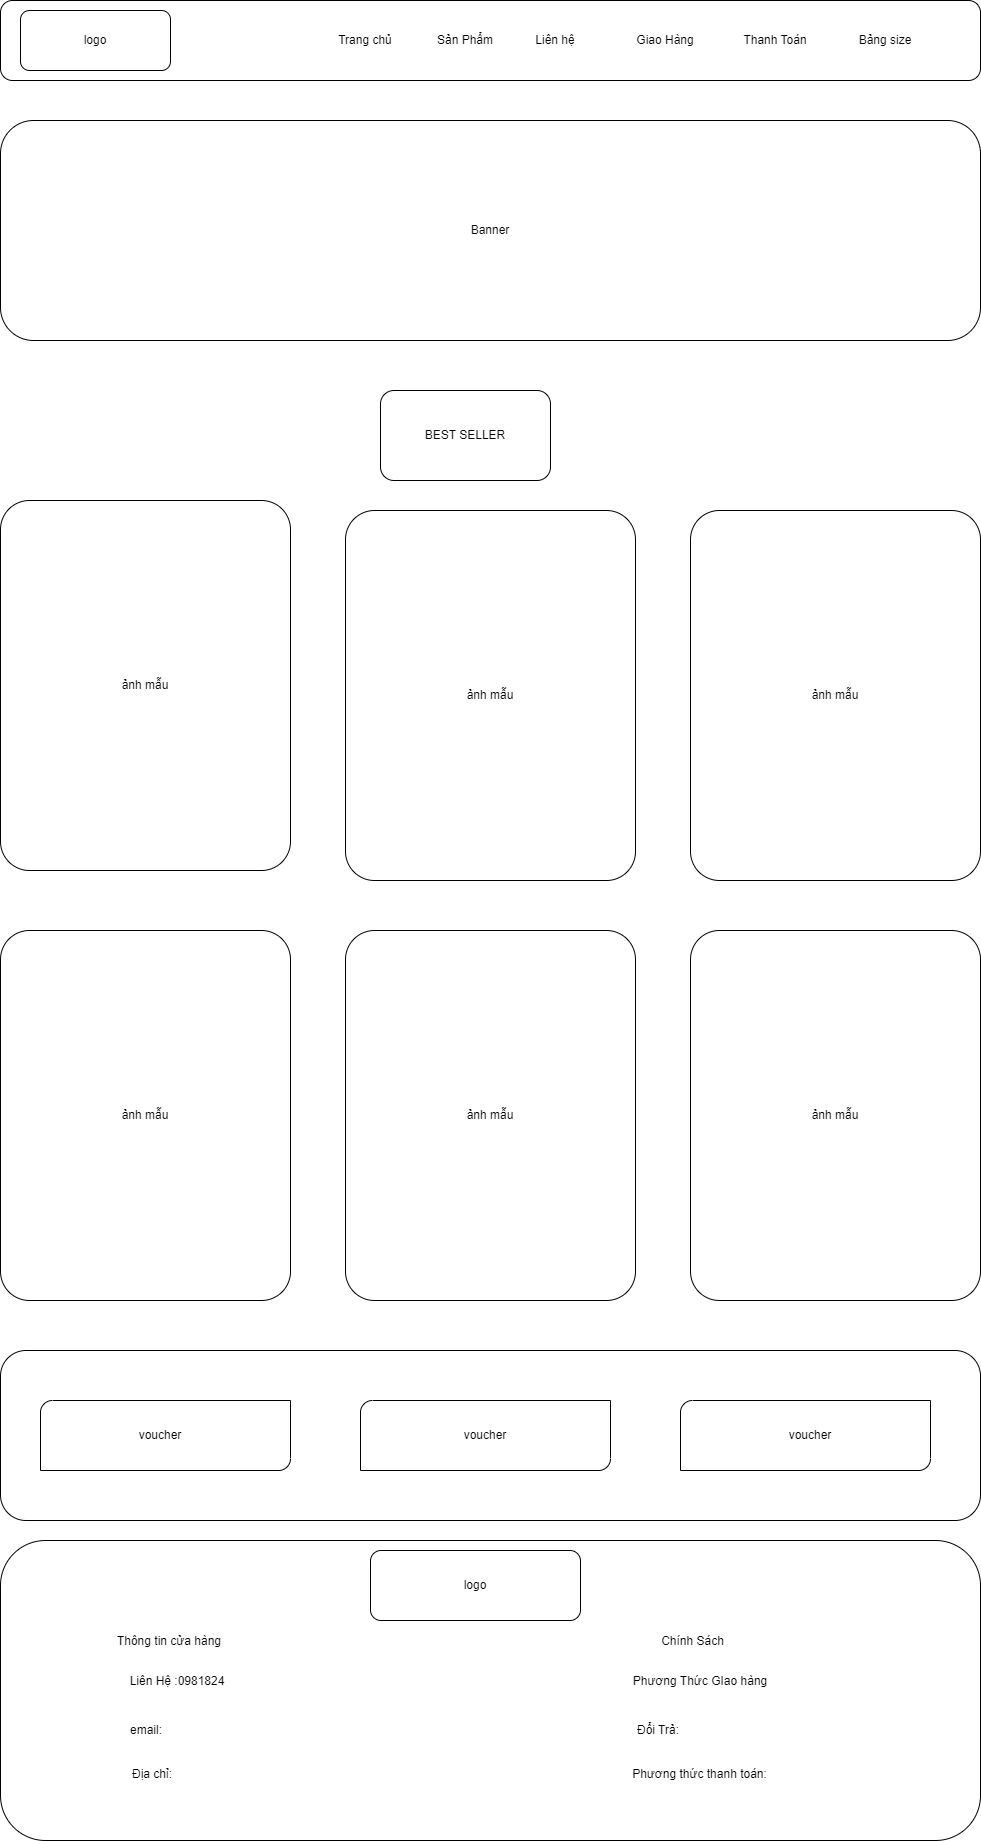 logo
Trang chủ
Sản Phẩm
Liên hệ
Giao Hàng
Thanh Toán
Bảng size
Banner
BEST SELLER
ảnh mẫu
ảnh mẫu
ảnh mẫu
ảnh mẫu
ảnh mẫu
ảnh mẫu
voucher
voucher
voucher
logo
Thông tin cửa hàng
Chính Sách
Liên Hệ :0981824
Phương Thức GIao hàng
email:
Đổi Trả:
Địa chỉ:
Phương thức thanh toán: